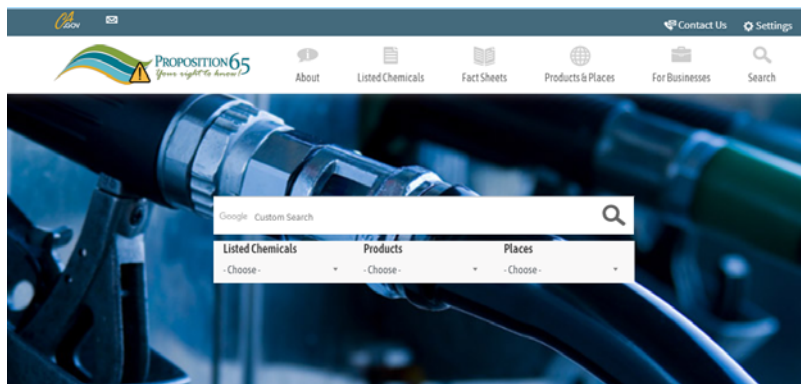 CA.GOV
Contact Us Settings
PROPOSITION 65
Your right to know!
About Listed Chemicals Fact Sheets Products & Places For Businesses Search
Google Custom Search
Listed Chemicals Products Places
- Choose - - Choose - - Choose -